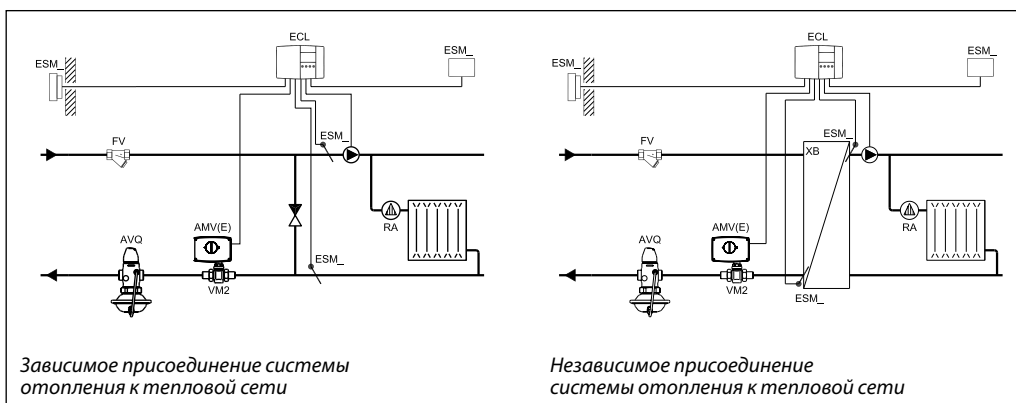 ECL
ESM_
ESM_
FV
ESM_
AMV(E)
RA
AVQ
ESM_
VM2
Зависимое присоединение системы
отопления к тепловой сети
ECL
ESM_
ESM_
FV
ESM_
XB
AMV(E)
RA
AVQ
VM2
ESM_
Независимое присоединение
системы отопления к тепловой сети